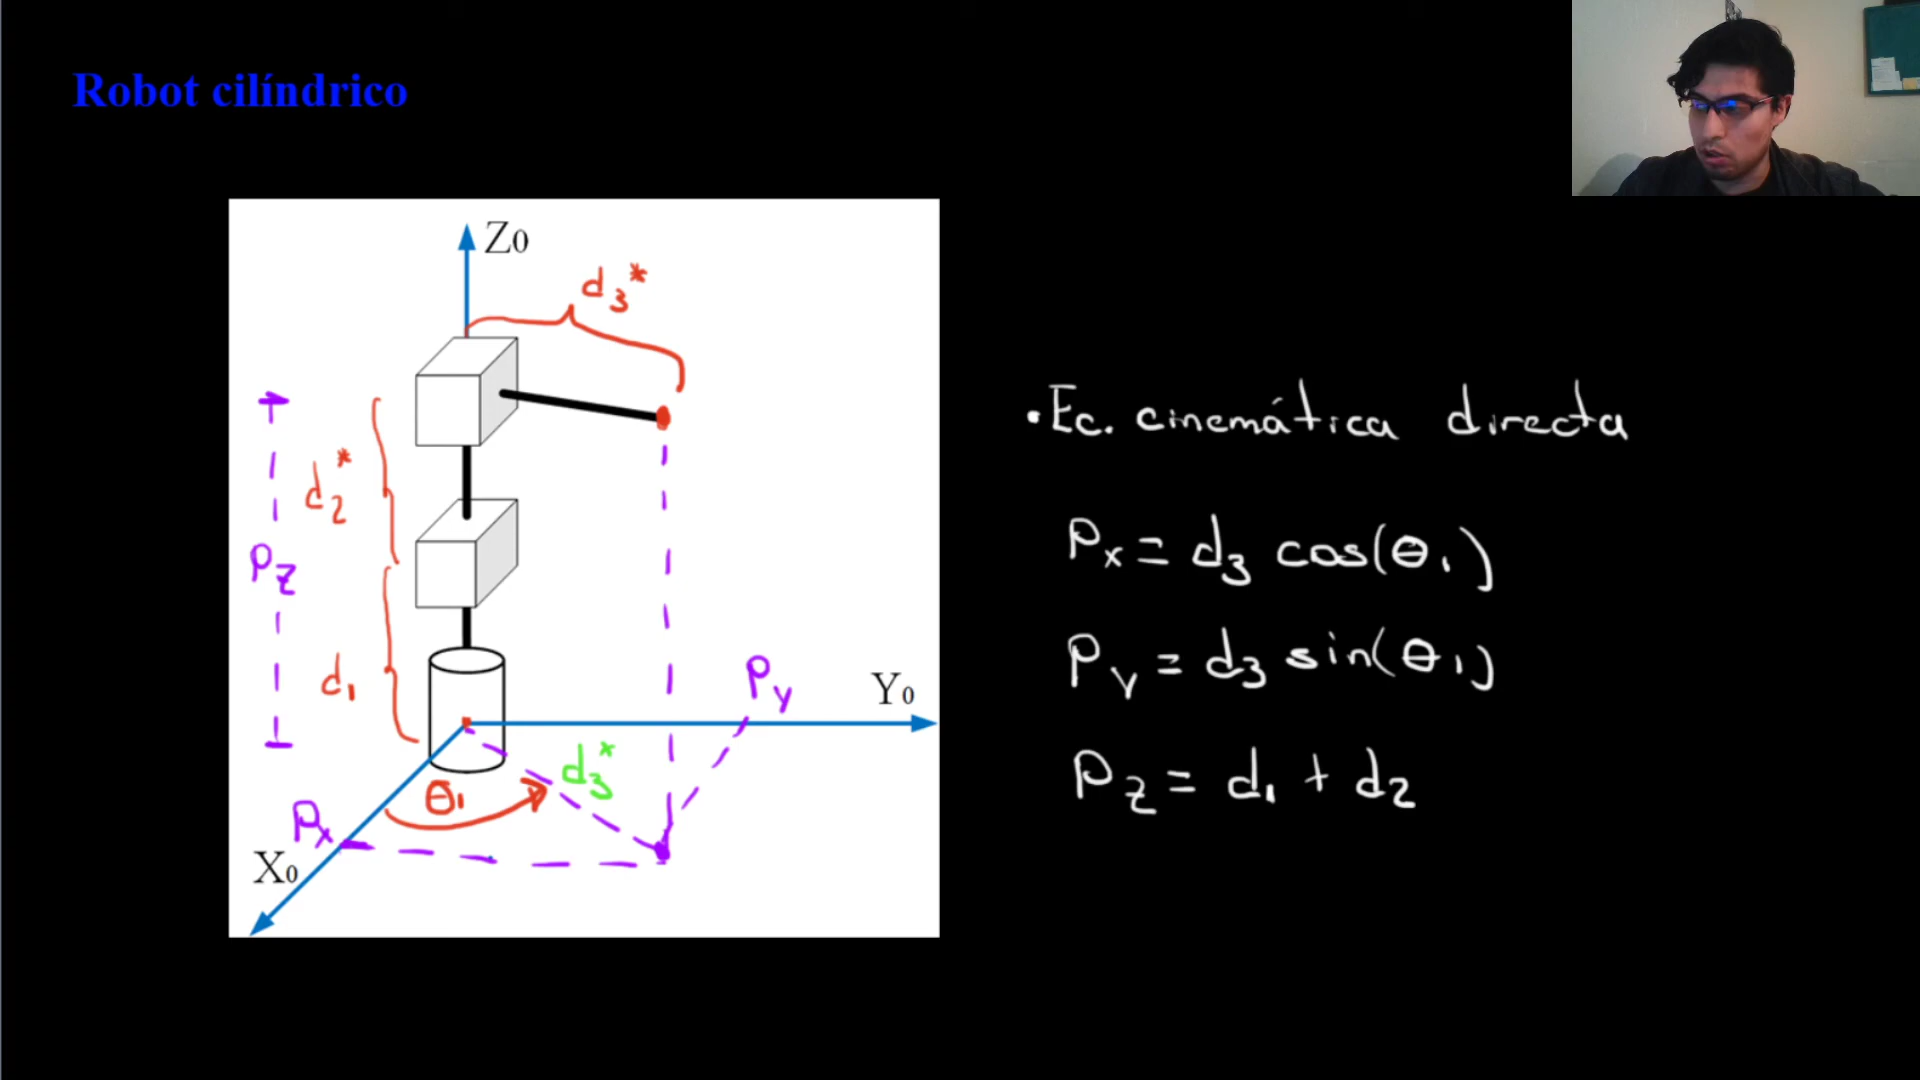 Robot cilíndrico
Z0
d3*
d2*
Pz
d1
Py
Y0
d3*
θ1
Px
X0
• Ec. cinemática directa
Px = d3 cos(θ1)
Py = d3 sin(θ1)
Pz = d1 + d2